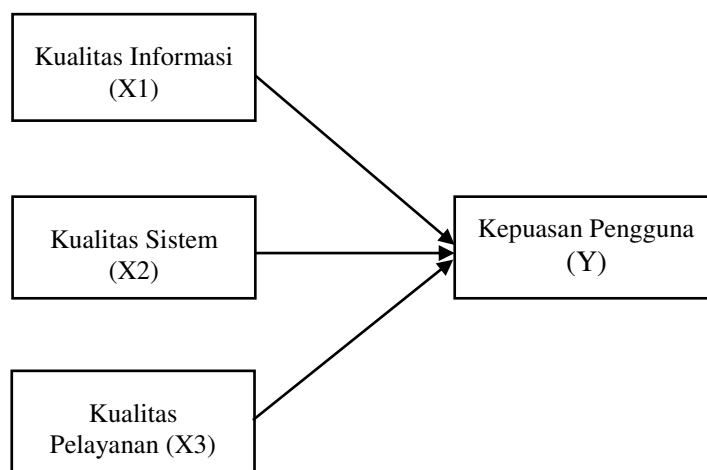 Kualitas Informasi
(X1)
Kualitas Sistem
(X2)
Kualitas
Pelayanan (X3)
Kepuasan Pengguna
(Y)